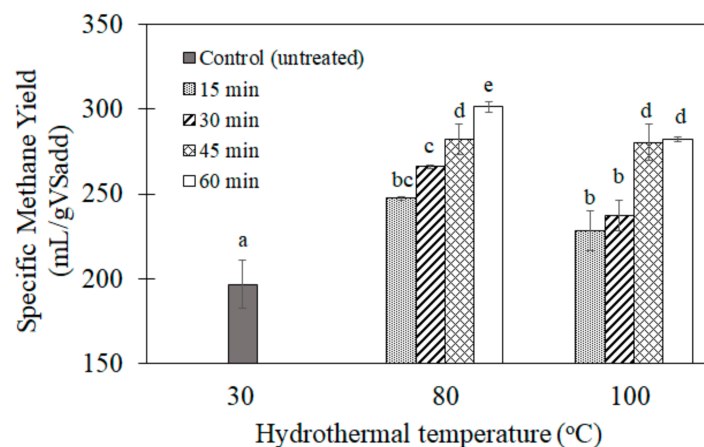 350
300
250
200
150
Specific Methane Yield
(mL/gVSadd)
Control (untreated)
15 min
30 min
45 min
60 min
a
bc
c
d
e
b
b
d
d
30
80
100
Hydrothermal temperature (°C)